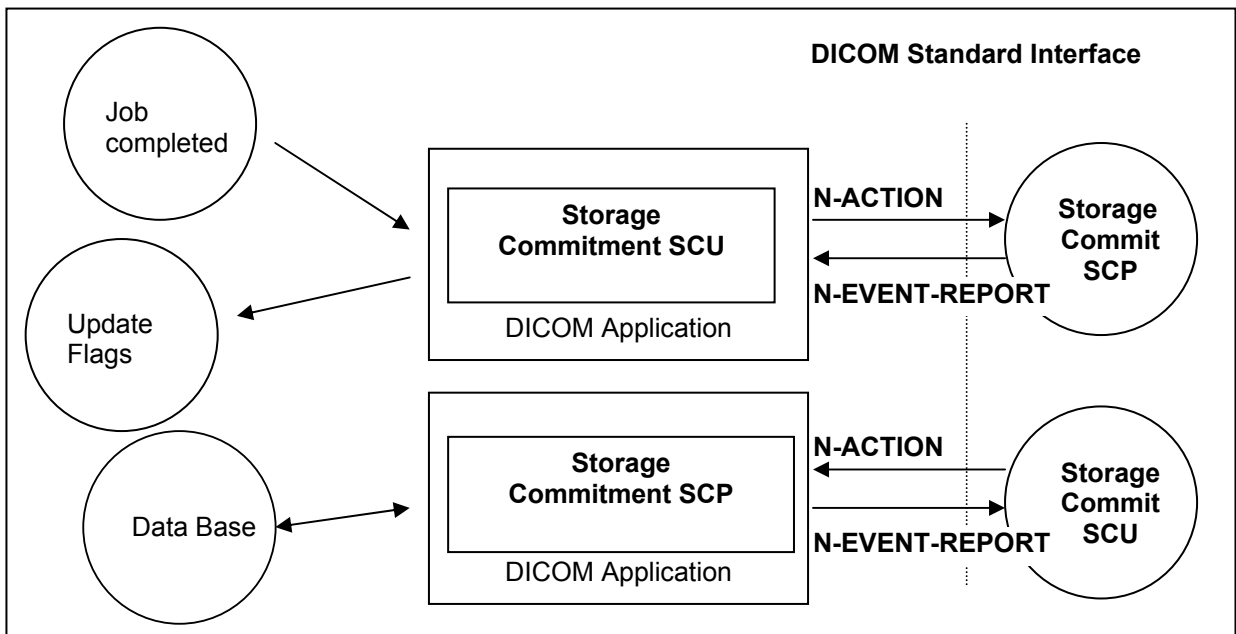 DICOM Standard Interface
Job
completed
Storage
Commitment SCU
DICOM Application
N-ACTION
N-EVENT-REPORT
Storage
Commit
SCP
Update
Flags
Data Base
Storage
Commitment SCP
DICOM Application
N-ACTION
N-EVENT-REPORT
Storage
Commit
SCU